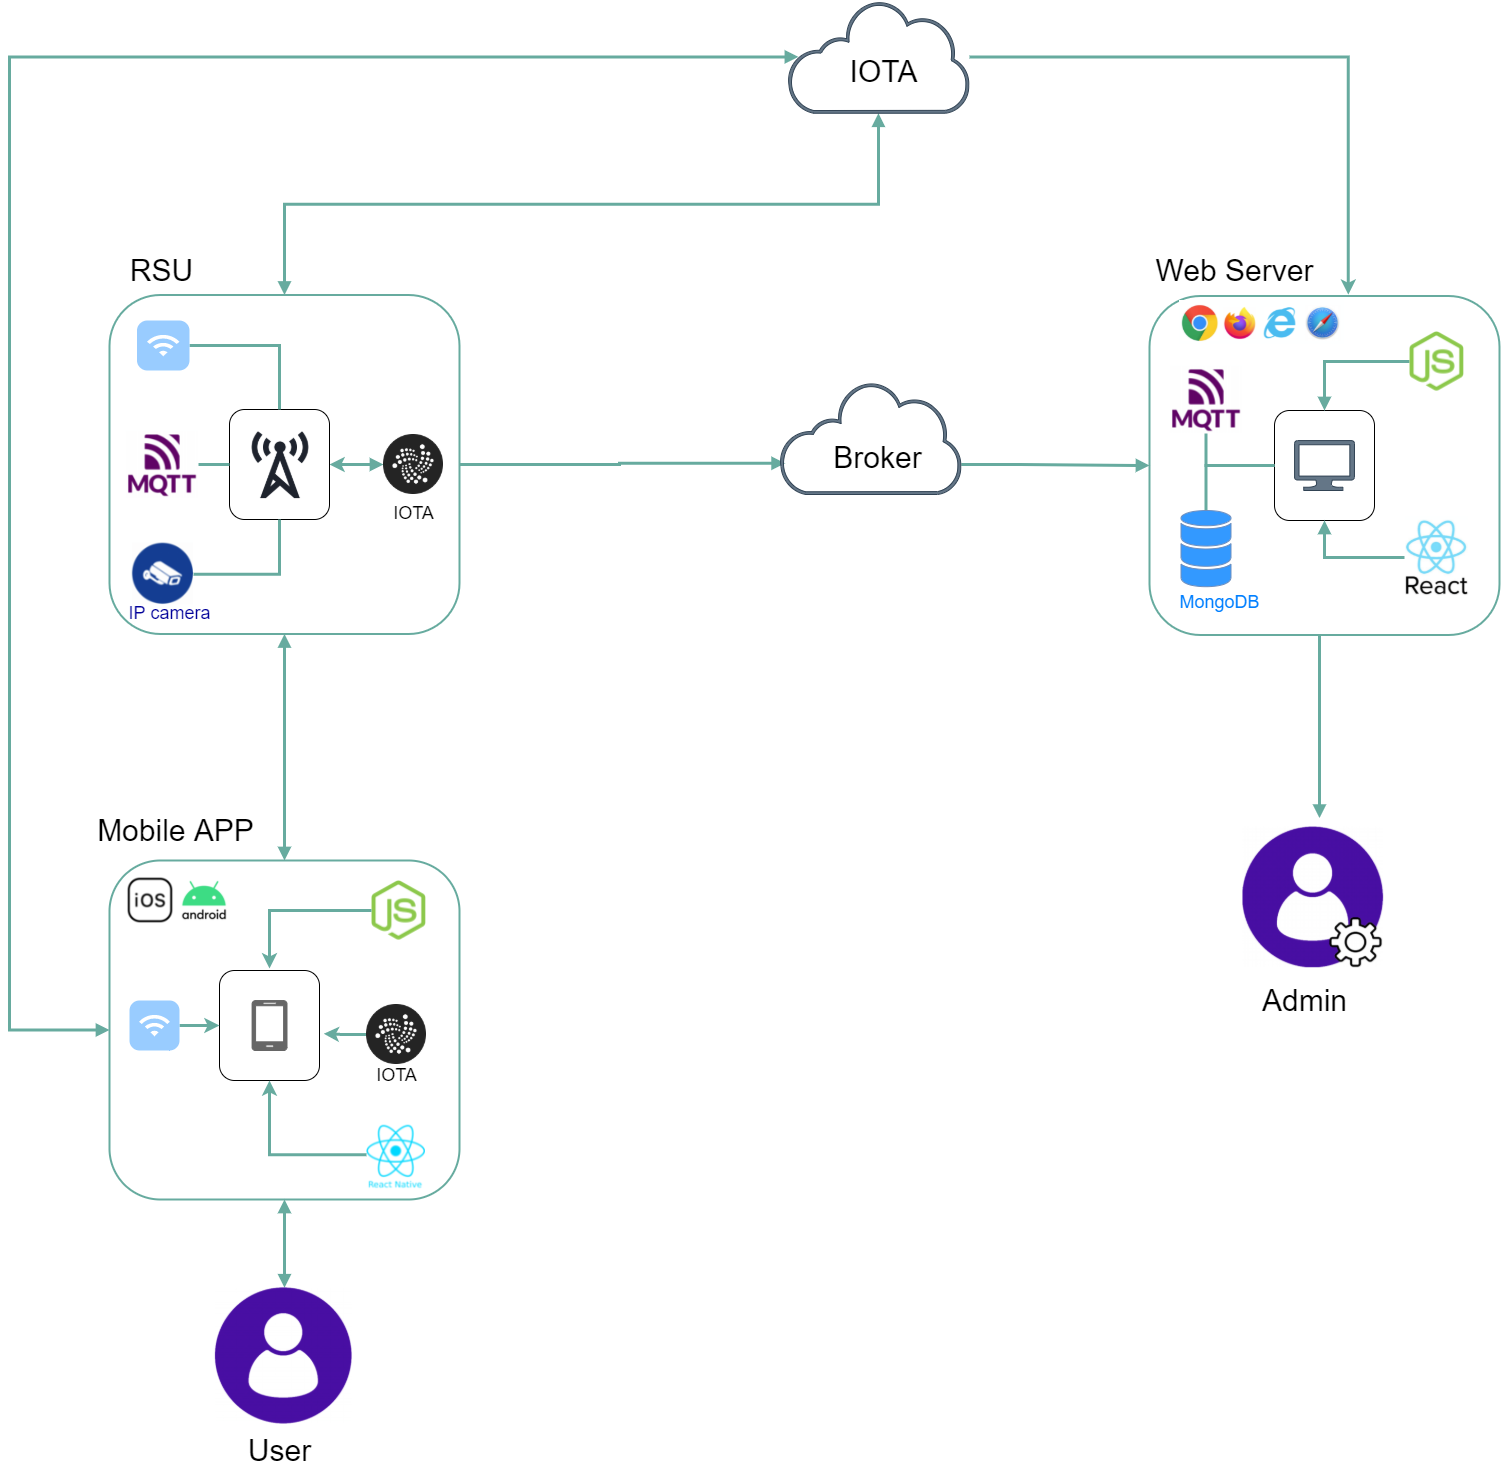 IOTA
RSU
Web Server
JS
MQTT
Broker
MQTT
IOTA
React
IP camera
MongoDB
Mobile APP
iOS
android
JS
IOTA
React Native
Admin
User